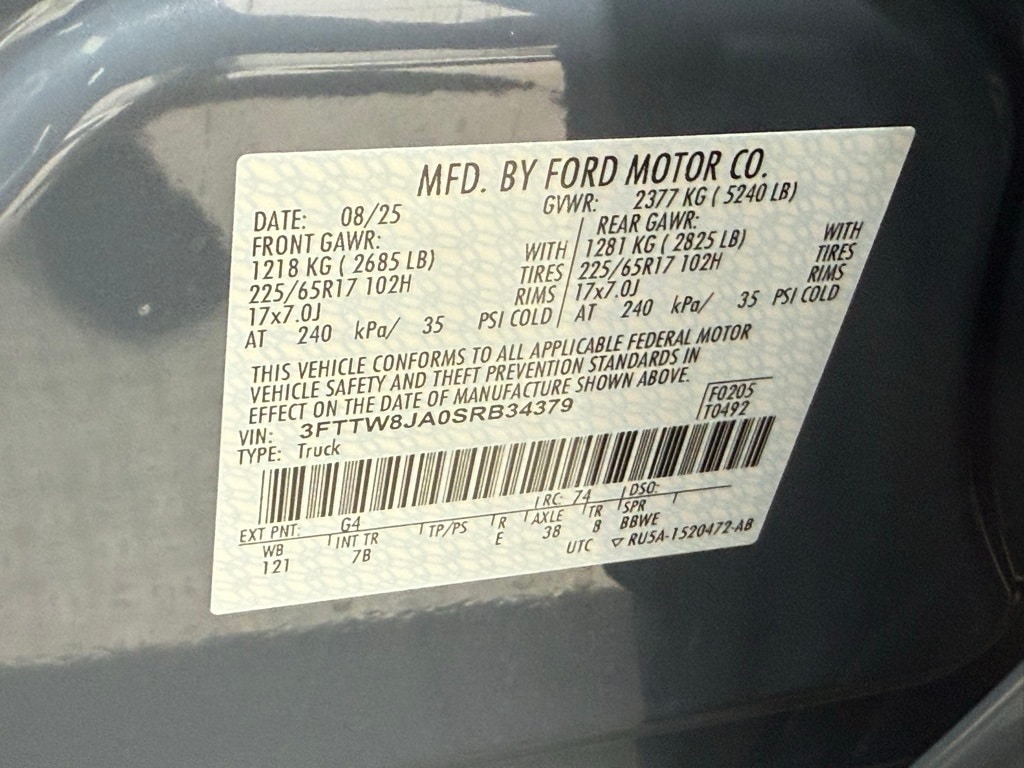 MFD. BY FORD MOTOR CO.
DATE: 08/25 GVWR: 2377 KG ( 5240 LB)
FRONT GAWR: REAR GAWR:
1218 KG ( 2685 LB) WITH 1281 KG ( 2825 LB) WITH
225/65R17 102H TIRES 225/65R17 102H TIRES
17x7.0J RIMS 17x7.0J RIMS
AT 240 kPa/ 35 PSI COLD AT 240 kPa/ 35 PSI COLD
THIS VEHICLE CONFORMS TO ALL APPLICABLE FEDERAL MOTOR
VEHICLE SAFETY AND THEFT PREVENTION STANDARDS IN
EFFECT ON THE DATE OF MANUFACTURE SHOWN ABOVE.
VIN: 3FTTW8JA0SRB34379 F0205
TYPE: Truck T0492
EXT PNT: G4 RC: 74 DSO:
WB INT TR TP/PS R AXLE TR SPR
121 7B E 38 B BBWE
UTC ▽ RU5A-1520472-AB